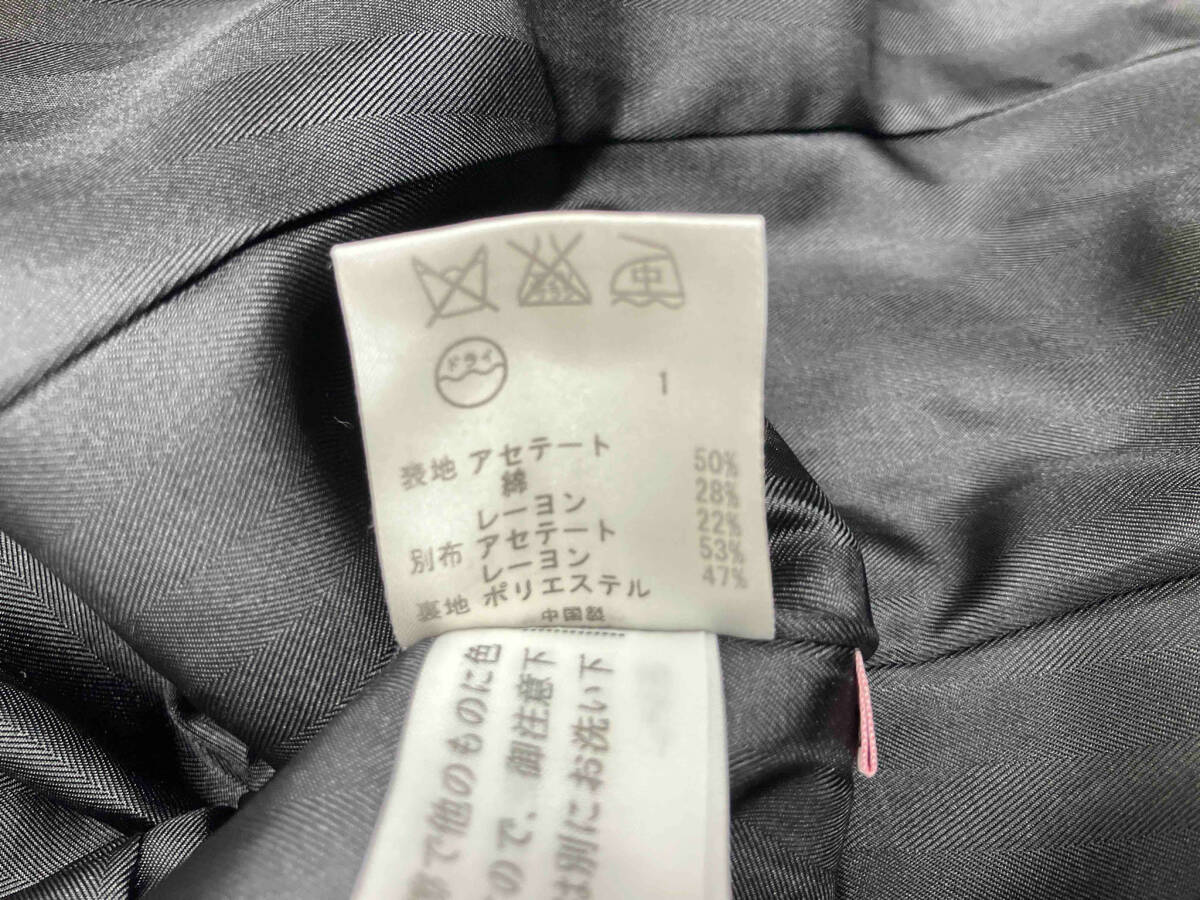 中
ドライ
1
表地 アセテート 50%
綿 28%
レーヨン 22%
別布 アセテート 53%
レーヨン 47%
裏地 ポリエステル
中国製
で他のものに色
ので、御注意下
は別にお洗い下